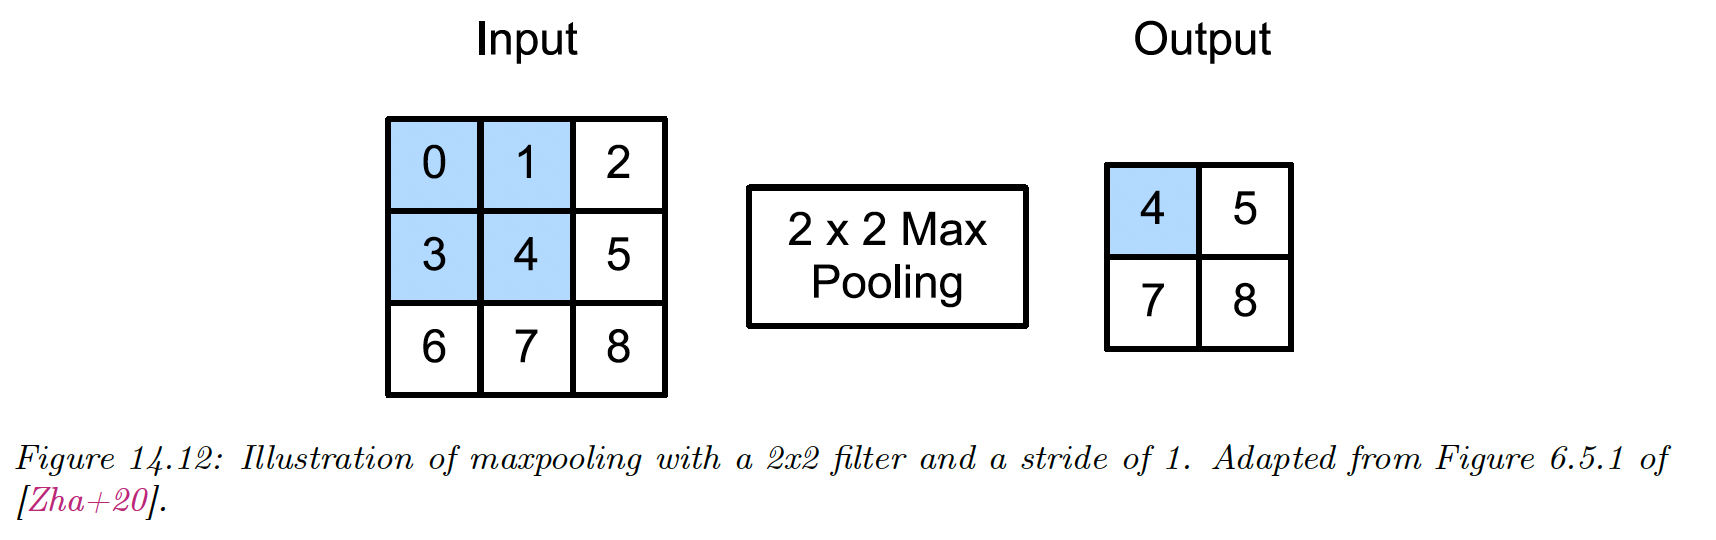 Input Output
0 1 2
3 4 5
6 7 8
2 x 2 Max
Pooling
4 5
7 8
Figure 14.12: Illustration of maxpooling with a 2x2 filter and a stride of 1. Adapted from Figure 6.5.1 of
[Zha+20].